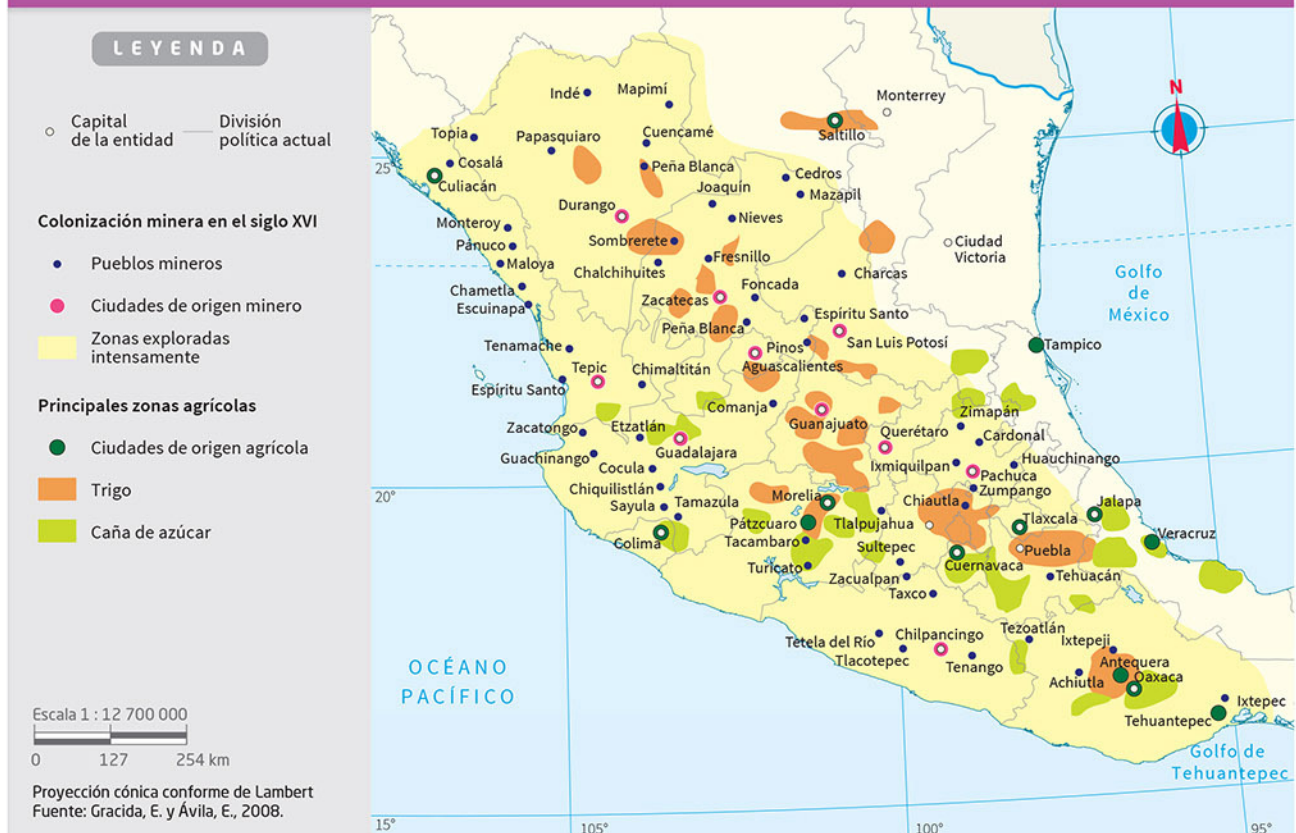 LEYENDA
Capital
de la entidad
División
política actual
Colonización minera en el siglo XVI
Pueblos mineros
Ciudades de origen minero
Zonas exploradas
intensamente
Principales zonas agrícolas
Ciudades de origen agrícola
Trigo
Caña de azúcar
Escala 1 : 12 700 000
0 127 254 km
Proyección cónica conforme de Lambert
Fuente: Gracida, E. y Ávila, E., 2008.
N
Indé
Mapimí
Monterrey
Topia
Papasquiaro
Cuencamé
Saltillo
25°
Cosalá
Peña Blanca
Cedros
Culiacán
Joaquín
Mazapil
Durango
Nieves
Monteroy
Pánuco
Sombrerete
Ciudad
Victoria
Maloya
Chalchihuites
Fresnillo
Charcas
Golfo
de
México
Chametla
Foncada
Escuinapa
Zacatecas
Espíritu Santo
Peña Blanca
San Luis Potosí
Tenamache
Pinos
Tampico
Tepic
Chimaltitán
Aguascalientes
Espíritu Santo
Comanja
Zimapán
Zacatongo
Etzatlán
Guanajuato
Querétaro
Cardonal
Guachinango
Guadalajara
Huauchinango
Cocula
Ixmiquilpan
Pachuca
20°
Chiquilistlán
Zumpango
Sayula
Tamazula
Morelia
Chiautla
Jalapa
Pátzcuaro
Tlalpujahua
Tlaxcala
Colima
Tacambaro
Veracruz
Sultepec
Puebla
Turicato
Cuernavaca
Zacualpan
Tehuacán
Taxco
Tetela del Río
Chilpancingo
Tezoatlán
Ixtepeji
Tlacotepec
Tenango
Antequera
Achiutla
Oaxaca
OCÉANO
PACÍFICO
Ixtepec
Tehuantepec
Golfo de
Tehuantepec
15°
105°
100°
95°